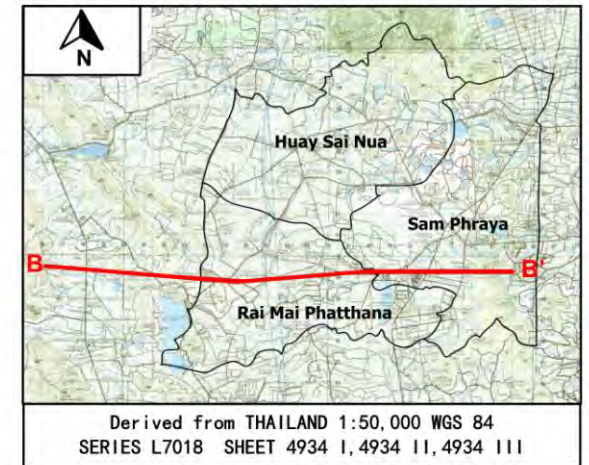 N
Huay Sai Nua
Sam Phraya
B
B'
Rai Mai Phatthana
Derived from THAILAND 1:50,000 WGS 84
SERIES L7018 SHEET 4934 I,4934 II,4934 III